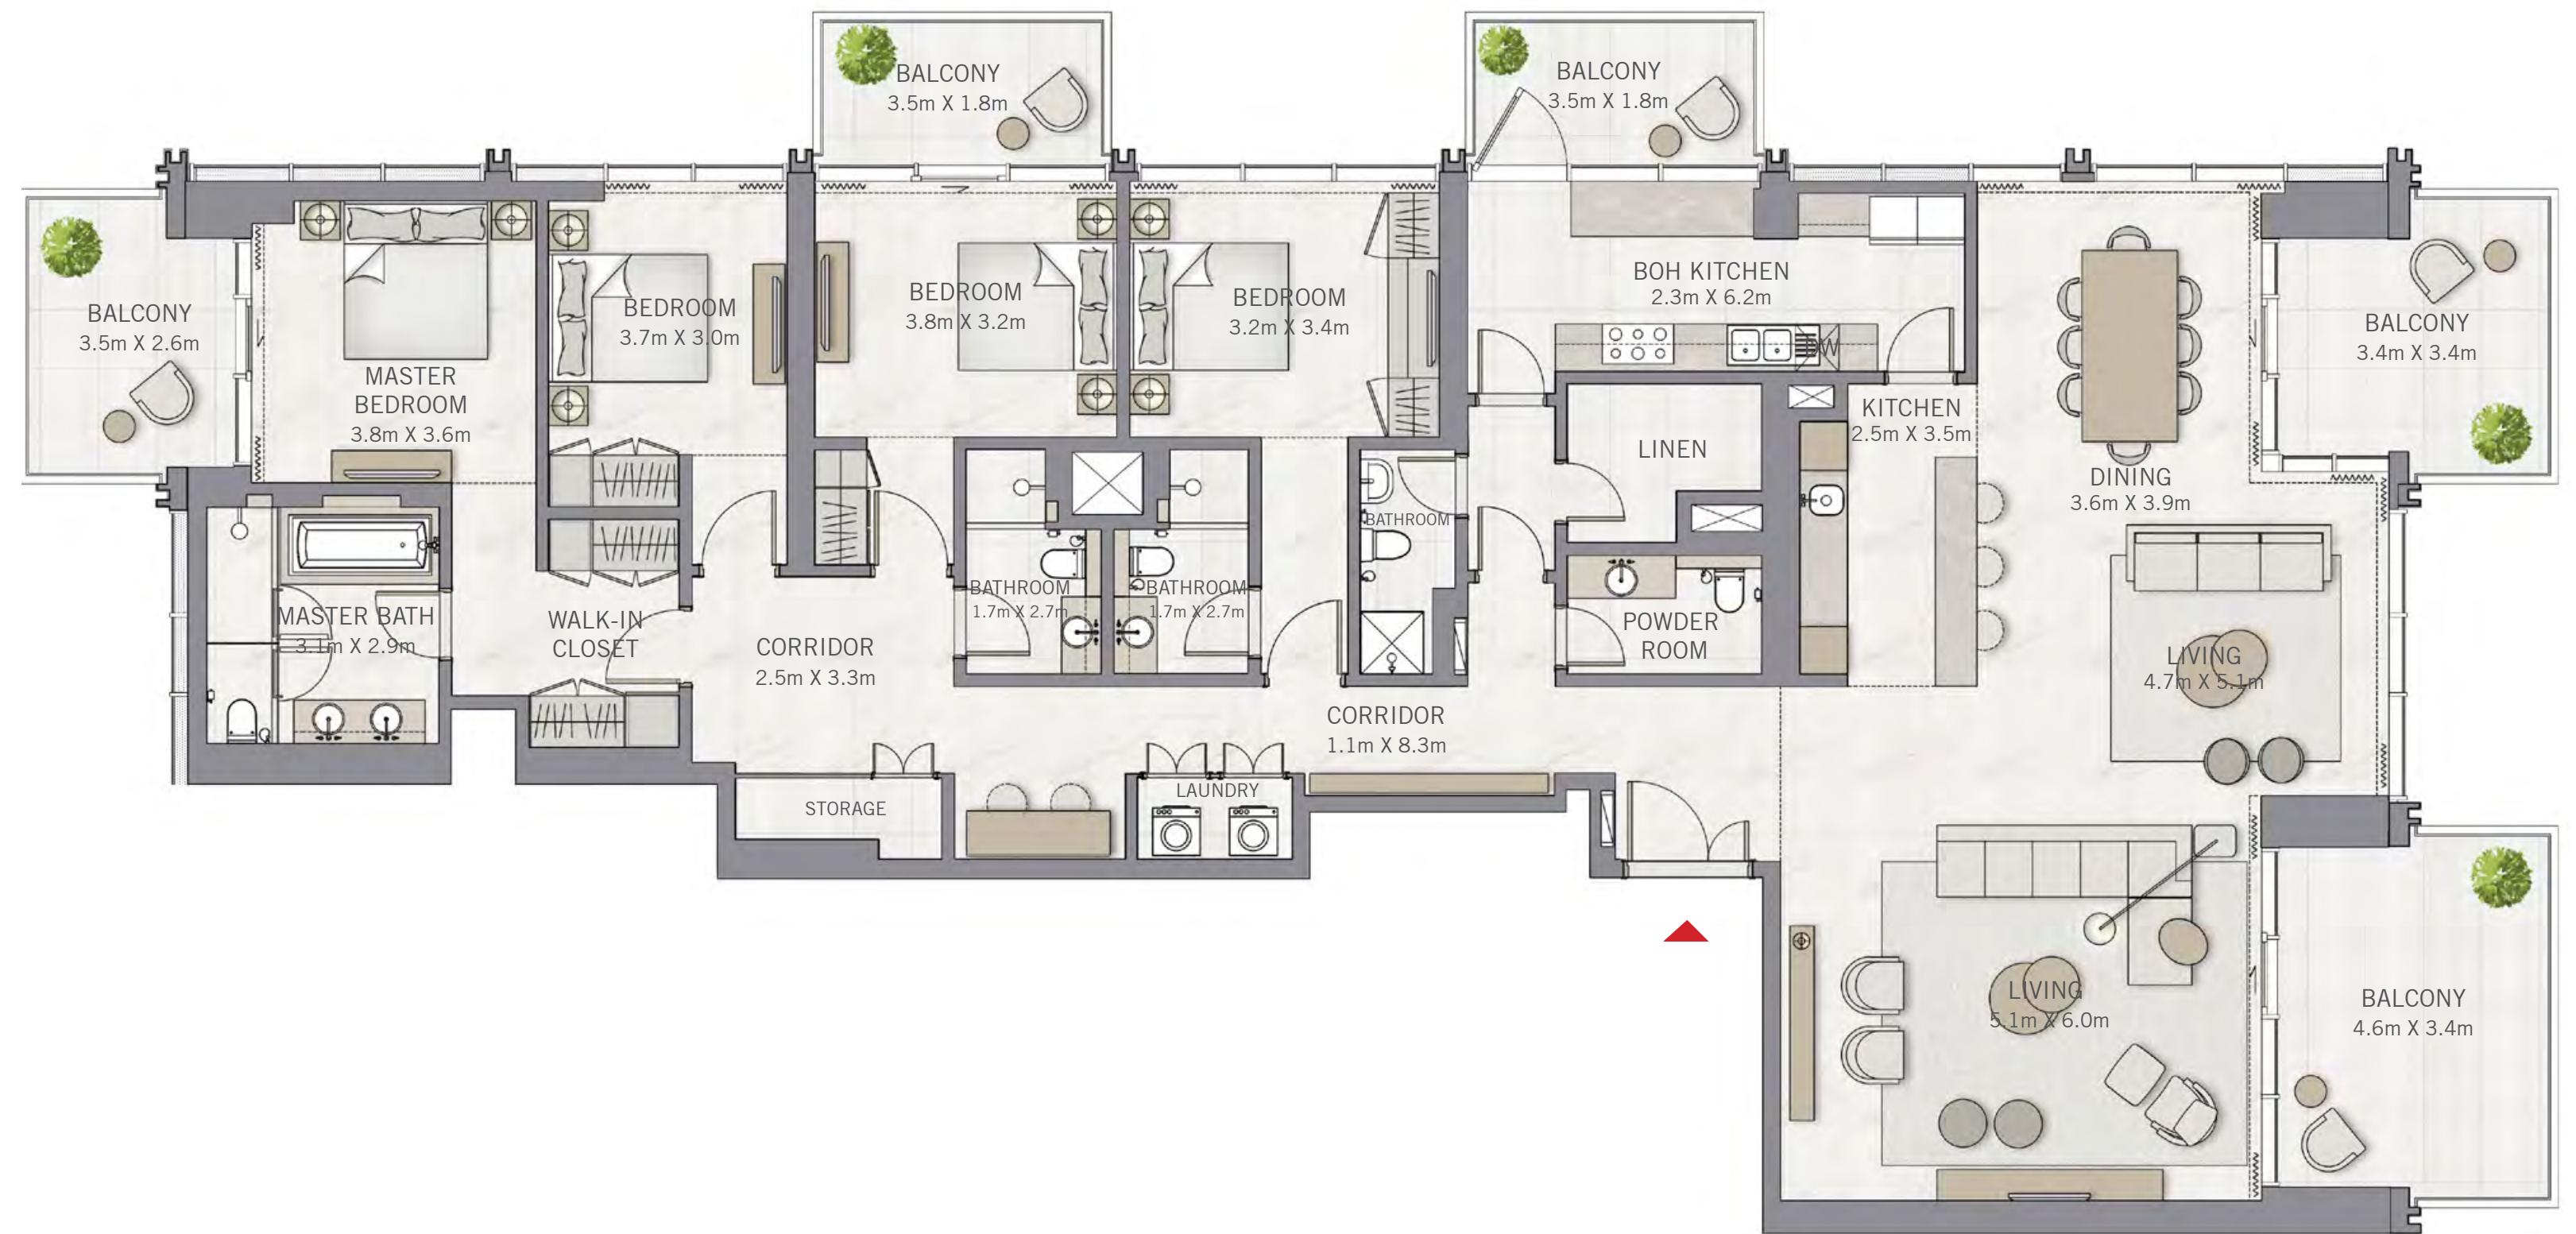 BALCONY
3.5m X 1.8m
BALCONY
3.5m X 1.8m
BALCONY
3.5m X 2.6m
MASTER
BEDROOM
3.8m X 3.6m
BEDROOM
3.7m X 3.0m
BEDROOM
3.8m X 3.2m
BEDROOM
3.2m X 3.4m
BOH KITCHEN
2.3m X 6.2m
DW
KITCHEN
2.5m X 3.5m
LINEN
DINING
3.6m X 3.9m
BALCONY
3.4m X 3.4m
MASTER BATH
3.1m X 2.9m
WALK-IN
CLOSET
CORRIDOR
2.5m X 3.3m
BATHROOM
1.7m X 2.7m
BATHROOM
1.7m X 2.7m
BATHROOM
POWDER
ROOM
LIVING
4.7m X 5.1m
CORRIDOR
1.1m X 8.3m
STORAGE
LAUNDRY
LIVING
5.1m X 6.0m
BALCONY
4.6m X 3.4m